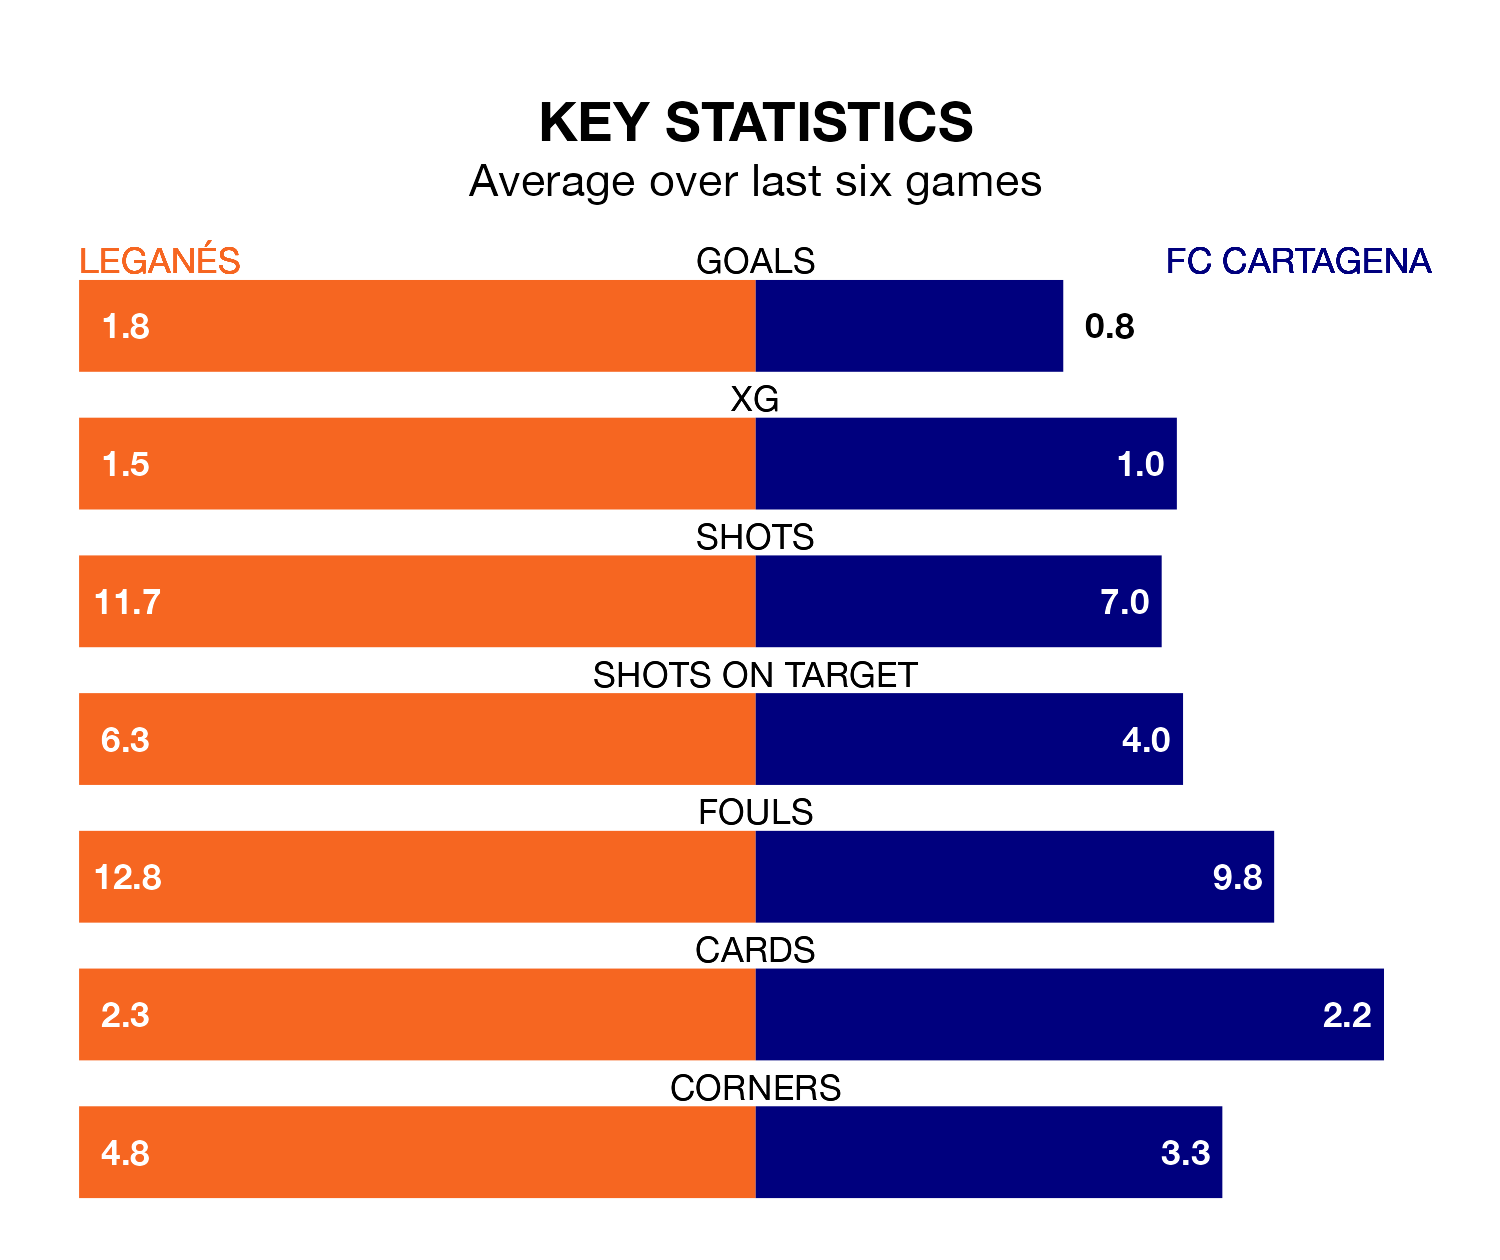 KEY STATISTICS
Average over last six games
LEGANÉS GOALS FC CARTAGENA
1.8 0.8
XG
1.5 1.0
SHOTS
11.7 7.0
SHOTS ON TARGET
6.3 4.0
FOULS
12.8 9.8
CARDS
2.3 2.2
CORNERS
4.8 3.3